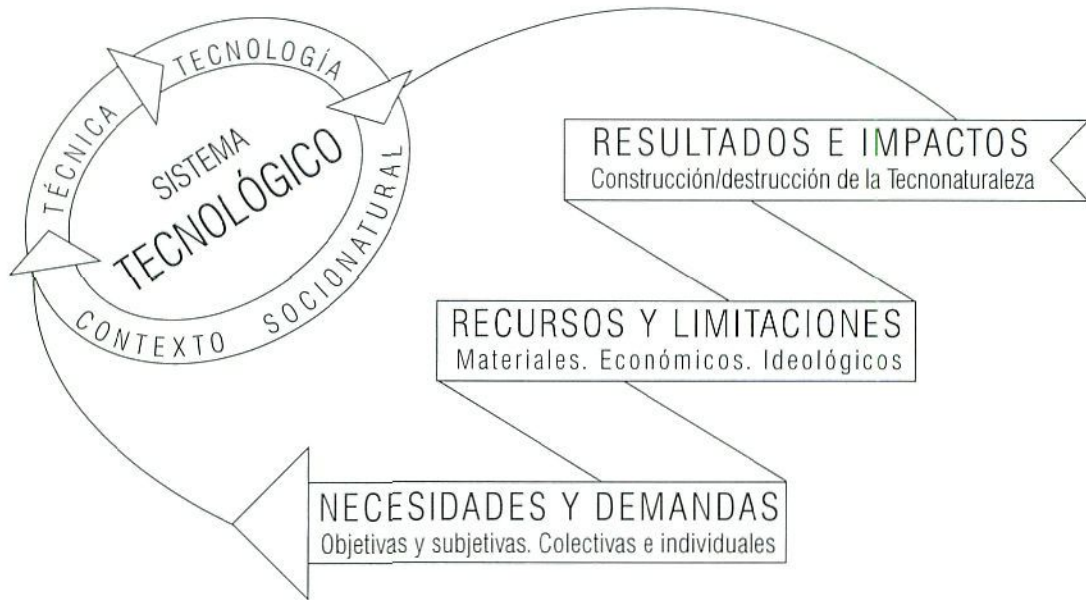 TÉCNICA
TECNOLOGÍA
CONTEXTO SOCIONATURAL
SISTEMA
TECNOLÓGICO
RESULTADOS E IMPACTOS
Construcción/destrucción de la Tecnonaturaleza
RECURSOS Y LIMITACIONES
Materiales. Económicos. Ideológicos
NECESIDADES Y DEMANDAS
Objetivas y subjetivas. Colectivas e individuales